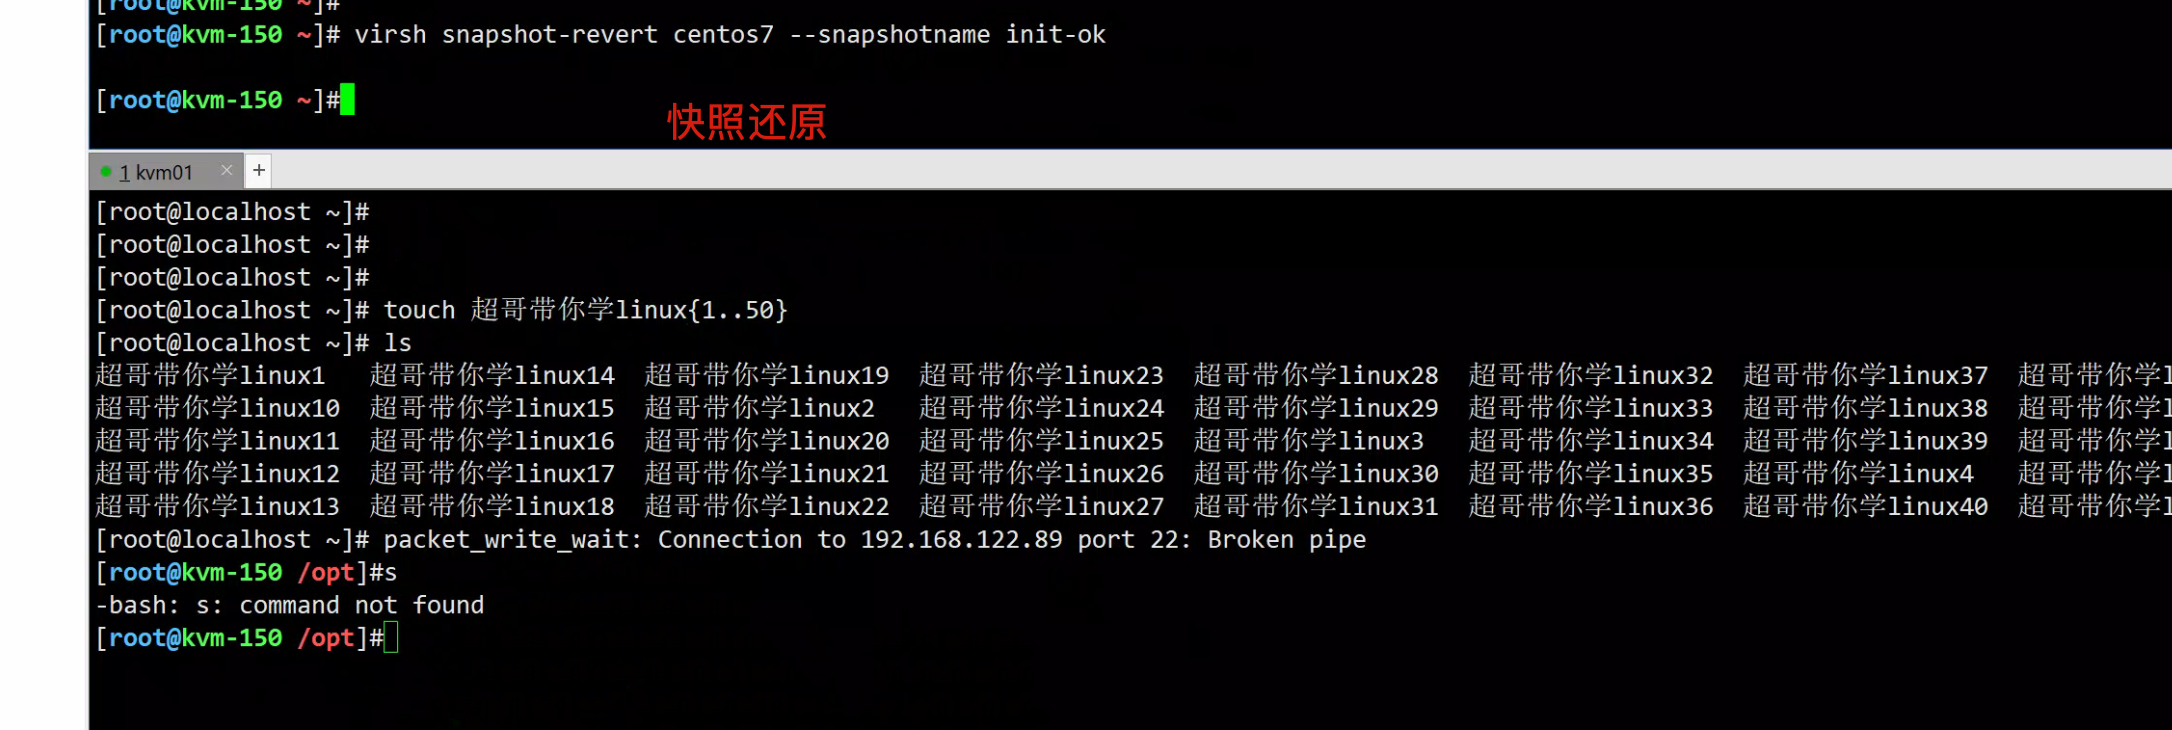 [root@kvm-150 ~]#
[root@kvm-150 ~]# virsh snapshot-revert centos7 --snapshotname init-ok
[root@kvm-150 ~]#
快照还原
1 kvm01 × +
[root@localhost ~]#
[root@localhost ~]#
[root@localhost ~]#
[root@localhost ~]# touch 超哥带你学linux{1..50}
[root@localhost ~]# ls
超哥带你学linux1 超哥带你学linux14 超哥带你学linux19 超哥带你学linux23 超哥带你学linux28 超哥带你学linux32 超哥带你学linux37 超哥带你学l
超哥带你学linux10 超哥带你学linux15 超哥带你学linux2 超哥带你学linux24 超哥带你学linux29 超哥带你学linux33 超哥带你学linux38 超哥带你学l
超哥带你学linux11 超哥带你学linux16 超哥带你学linux20 超哥带你学linux25 超哥带你学linux3 超哥带你学linux34 超哥带你学linux39 超哥带你学l
超哥带你学linux12 超哥带你学linux17 超哥带你学linux21 超哥带你学linux26 超哥带你学linux30 超哥带你学linux35 超哥带你学linux4 超哥带你学l
超哥带你学linux13 超哥带你学linux18 超哥带你学linux22 超哥带你学linux27 超哥带你学linux31 超哥带你学linux36 超哥带你学linux40 超哥带你学l
[root@localhost ~]# packet_write_wait: Connection to 192.168.122.89 port 22: Broken pipe
[root@kvm-150 /opt]#s
-bash: s: command not found
[root@kvm-150 /opt]#